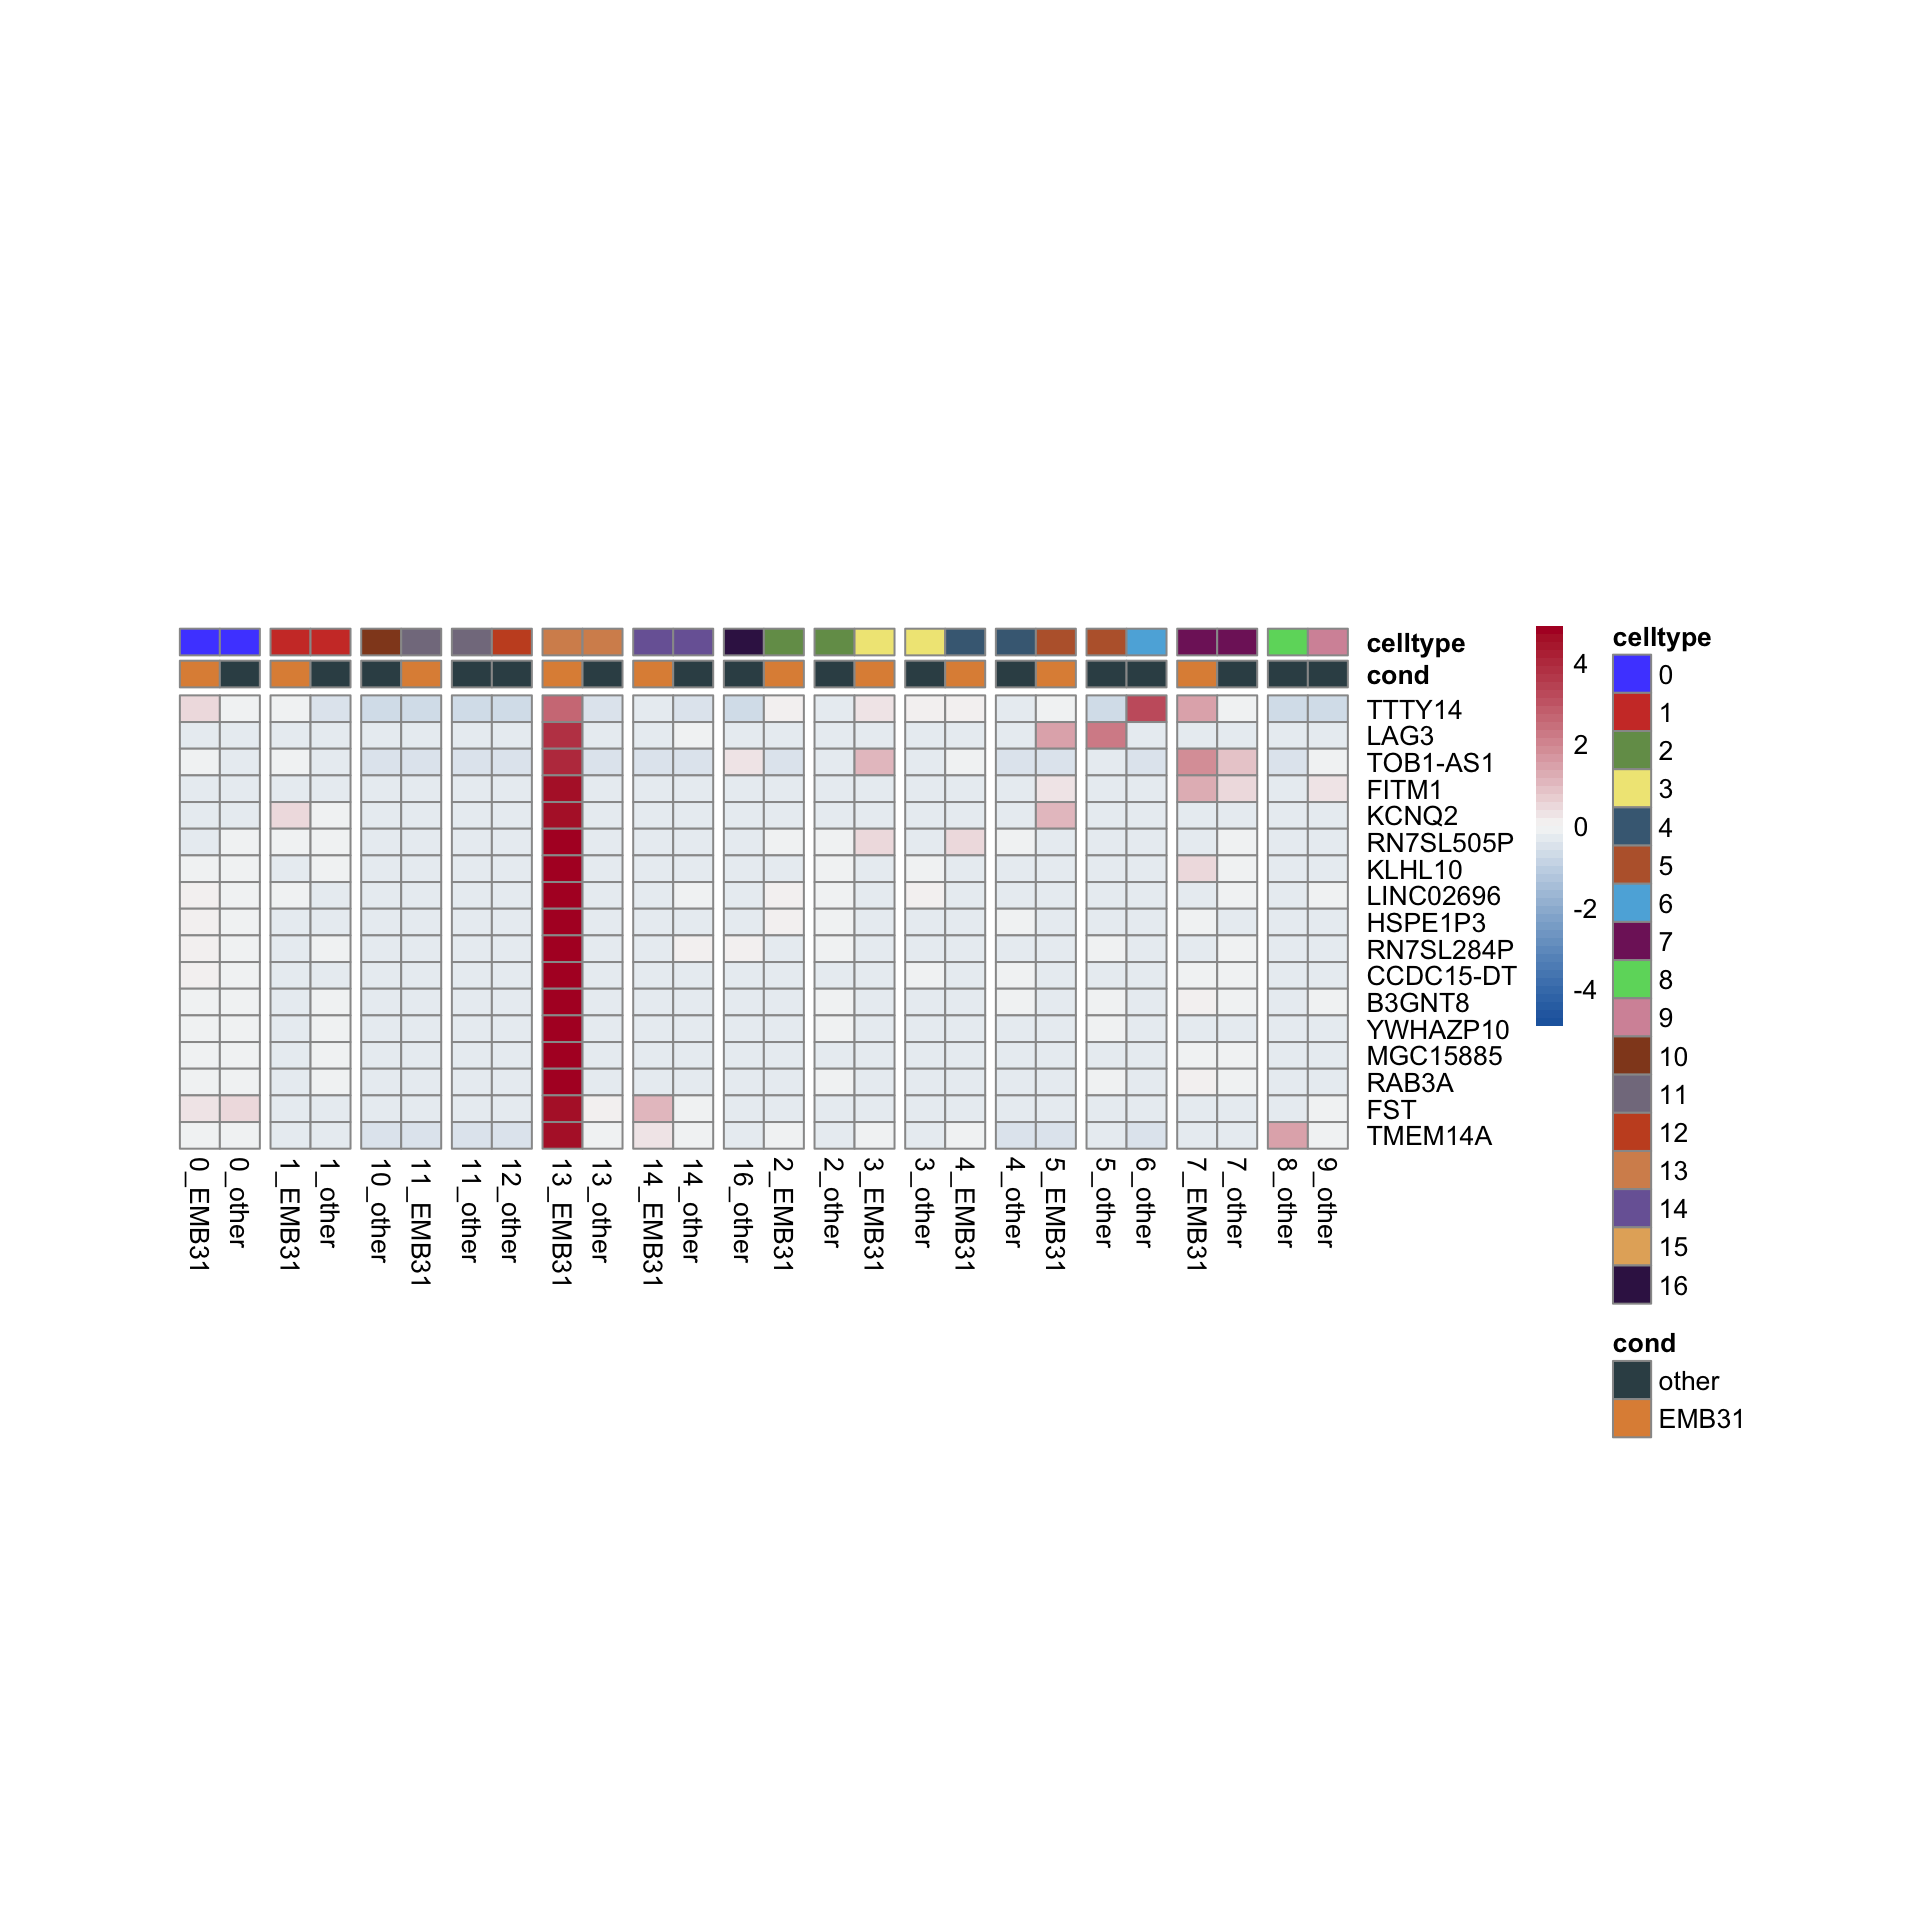 celltype
cond
TTTY14
LAG3
TOB1-AS1
FITM1
KCNQ2
RN7SL505P
KLHL10
LINC02696
HSPE1P3
RN7SL284P
CCDC15-DT
B3GNT8
YWHAZP10
MGC15885
RAB3A
FST
TMEM14A
0_EMB31
0_other
1_EMB31
1_other
10_other
11_EMB31
11_other
12_other
13_EMB31
13_other
14_EMB31
14_other
16_other
2_EMB31
2_other
3_EMB31
3_other
4_EMB31
4_other
5_EMB31
5_other
6_other
7_EMB31
7_other
8_other
9_other
4
2
0
-2
-4
celltype
0
1
2
3
4
5
6
7
8
9
10
11
12
13
14
15
16
cond
other
EMB31